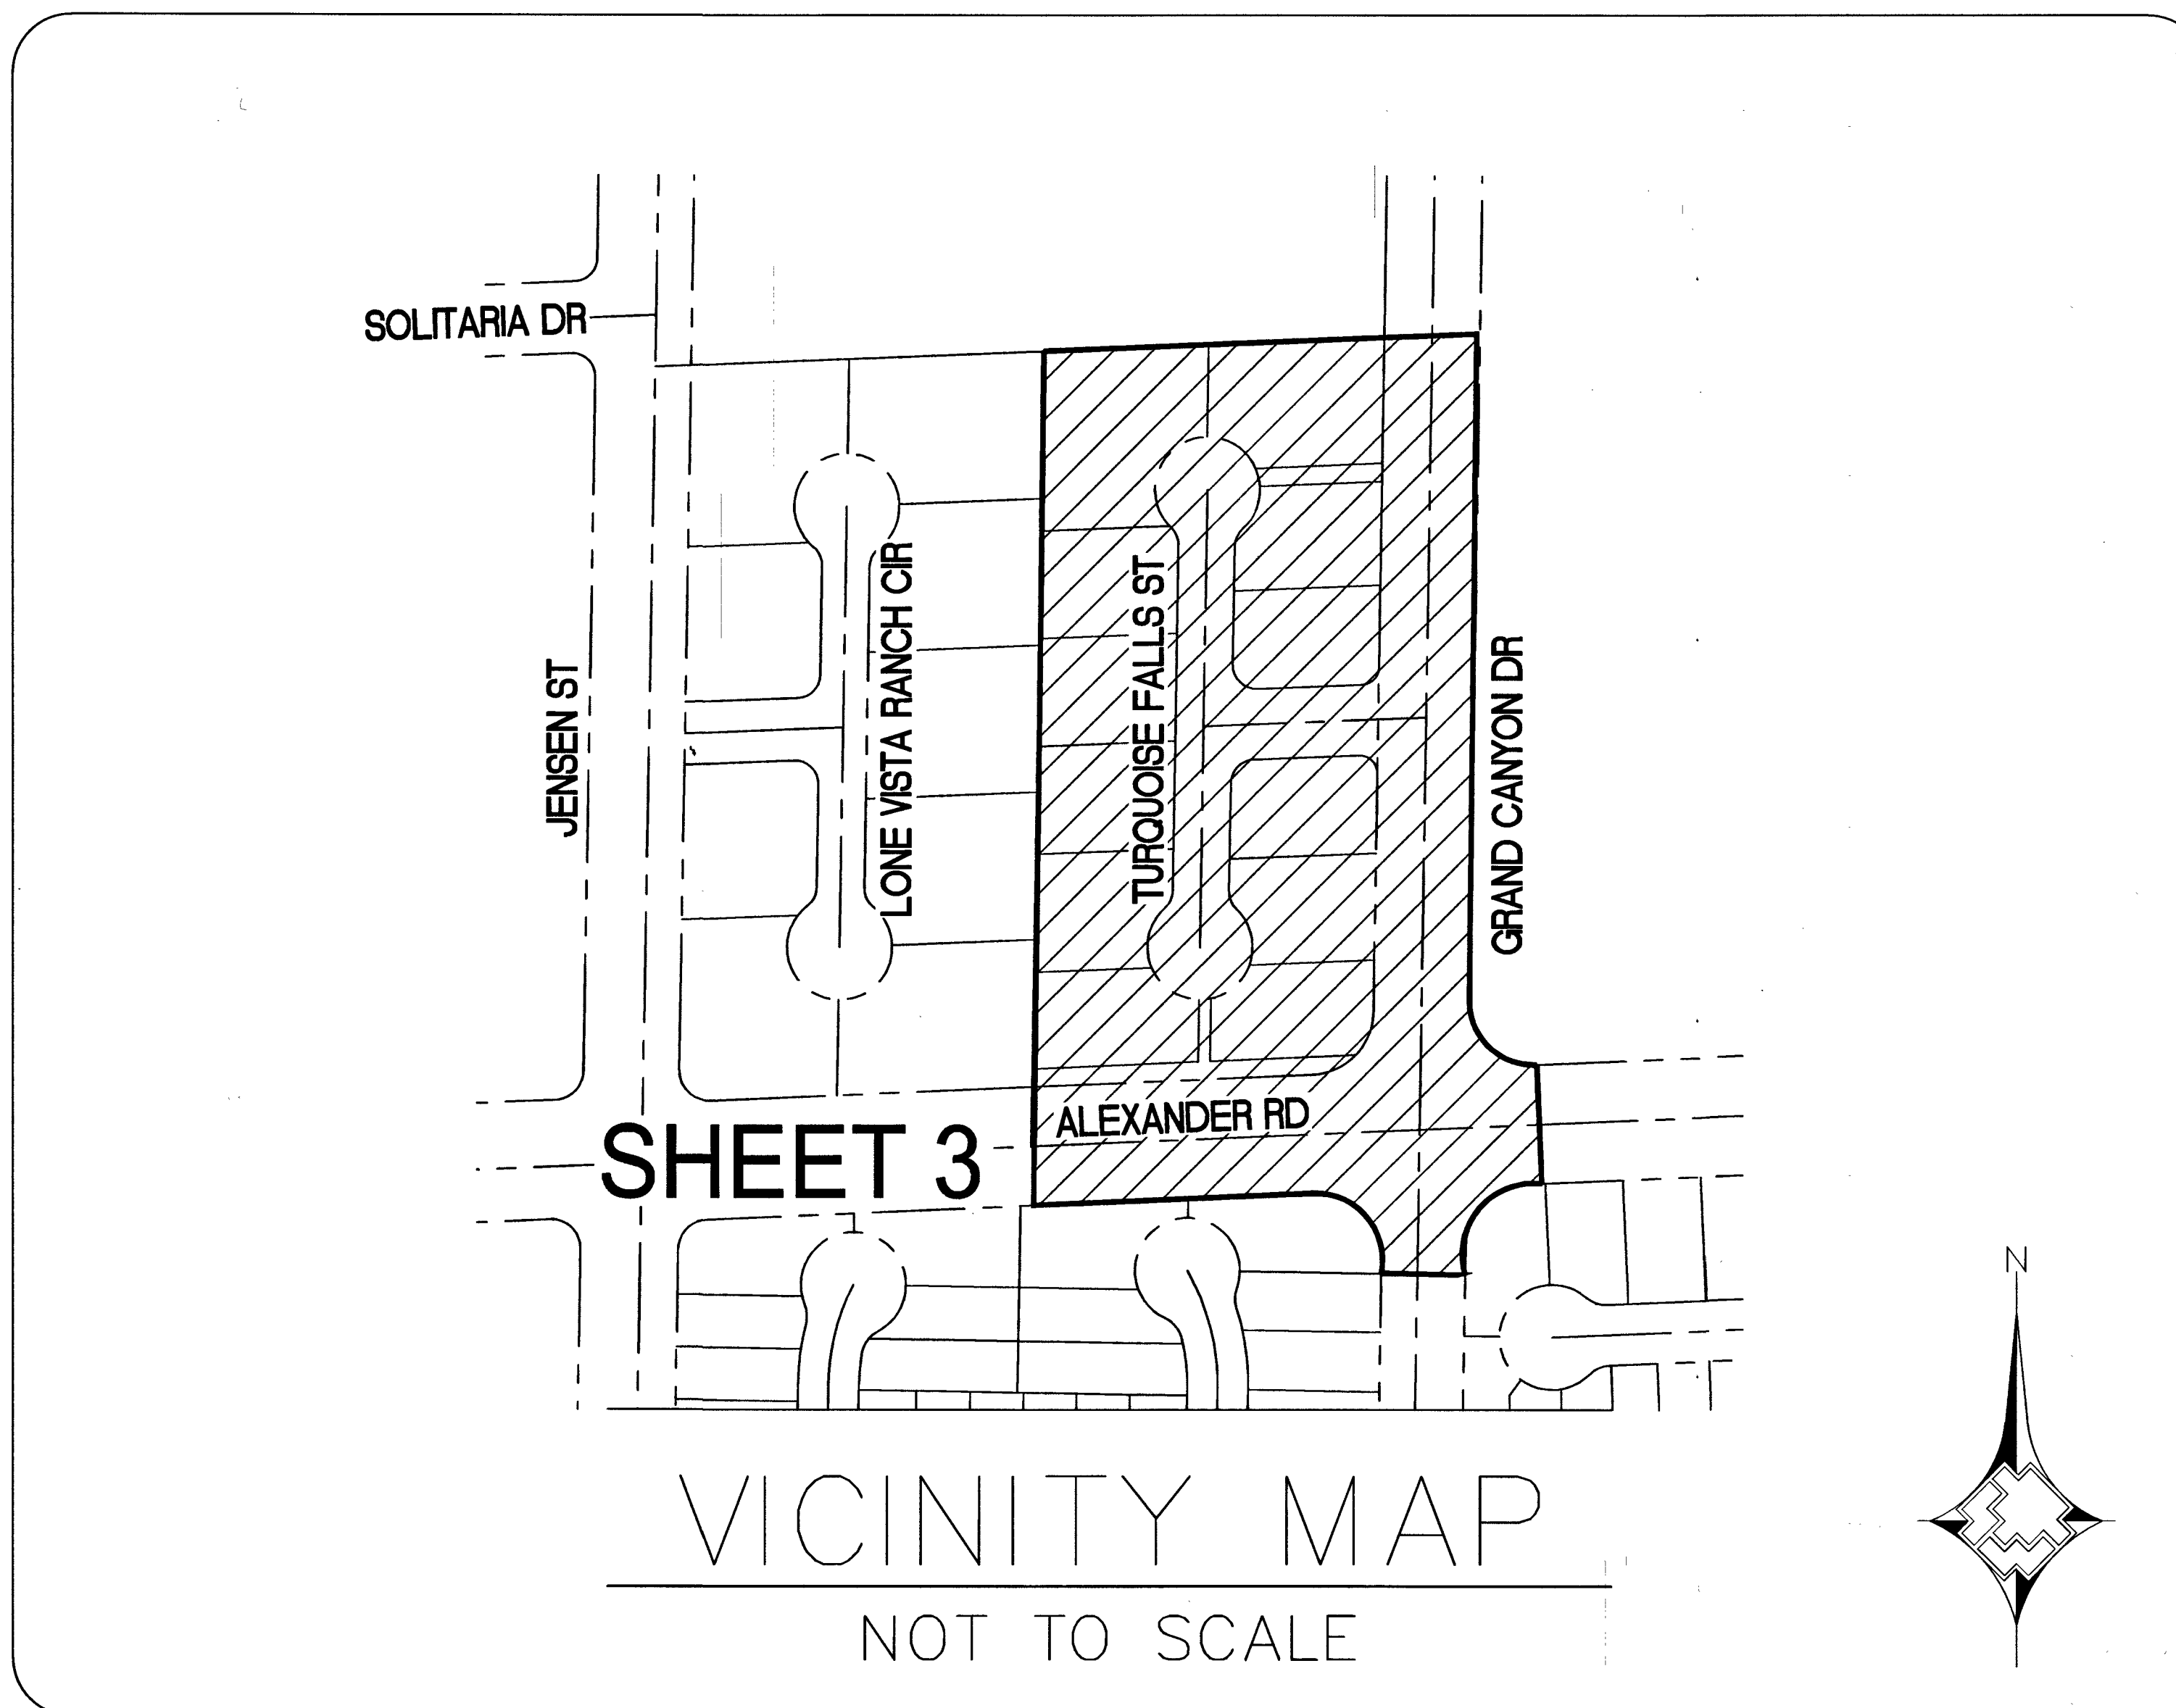 SOLITARIA DR
JENSEN ST
LONE VISTA RANCH CIR
TURQUOISE FALLS ST
GRAND CANYON DR
ALEXANDER RD
SHEET 3
VICINITY MAP
NOT TO SCALE
N